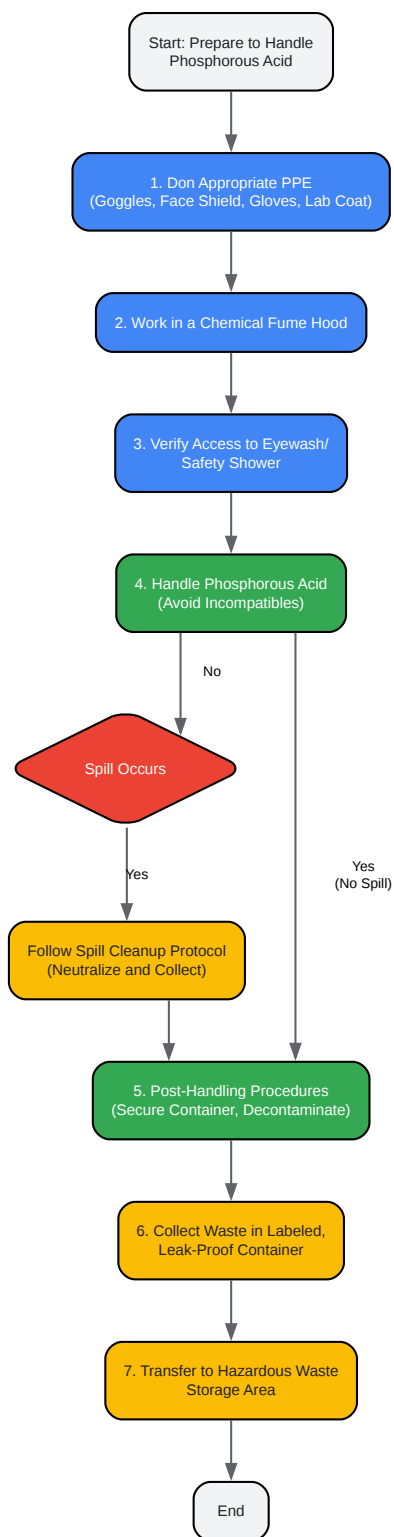 Start: Prepare to Handle
Phosphorous Acid
1. Don Appropriate PPE
(Goggles, Face Shield, Gloves, Lab Coat)
2. Work in a Chemical Fume Hood
3. Verify Access to Eyewash/
Safety Shower
4. Handle Phosphorous Acid
(Avoid Incompatibles)
No
Spill Occurs
Yes
(No Spill)
Yes
Follow Spill Cleanup Protocol
(Neutralize and Collect)
5. Post-Handling Procedures
(Secure Container, Decontaminate)
6. Collect Waste in Labeled,
Leak-Proof Container
7. Transfer to Hazardous Waste
Storage Area
End